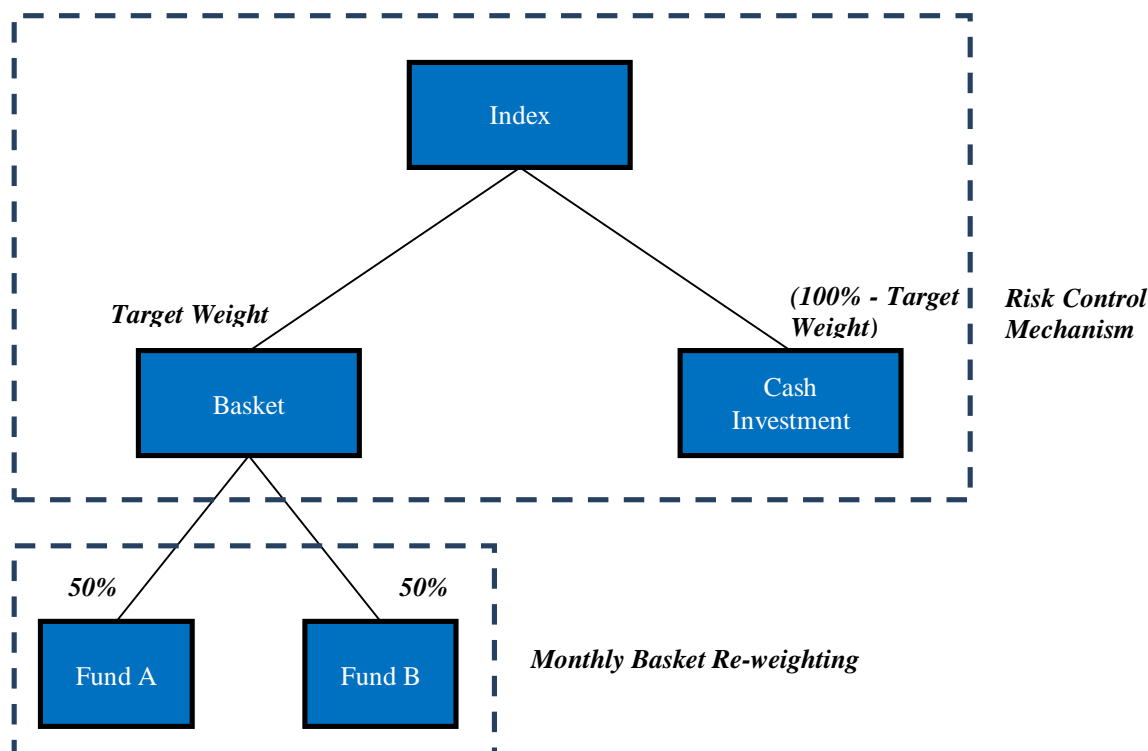 Index
Target Weight
(100% - Target
Weight)
Risk Control
Mechanism
Basket
Cash
Investment
50%
50%
Fund A
Fund B
Monthly Basket Re-weighting